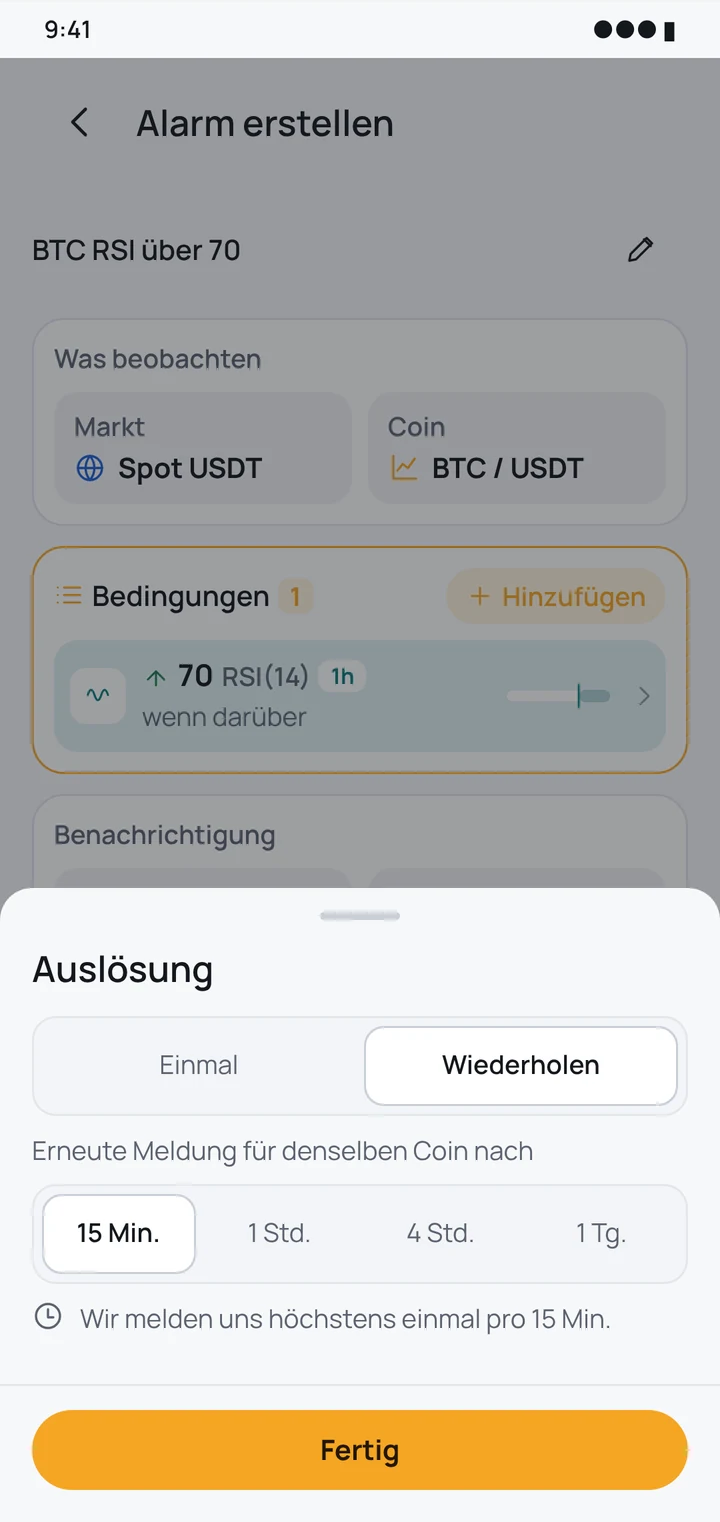 9:41
Alarm erstellen
BTC RSI über 70
Was beobachten
Markt
Spot USDT
Coin
BTC / USDT
Bedingungen 1
+ Hinzufügen
70 RSI(14) 1h
wenn darüber
Benachrichtigung
Auslösung
Einmal
Wiederholen
Erneute Meldung für denselben Coin nach
15 Min.
1 Std.
4 Std.
1 Tg.
Wir melden uns höchstens einmal pro 15 Min.
Fertig